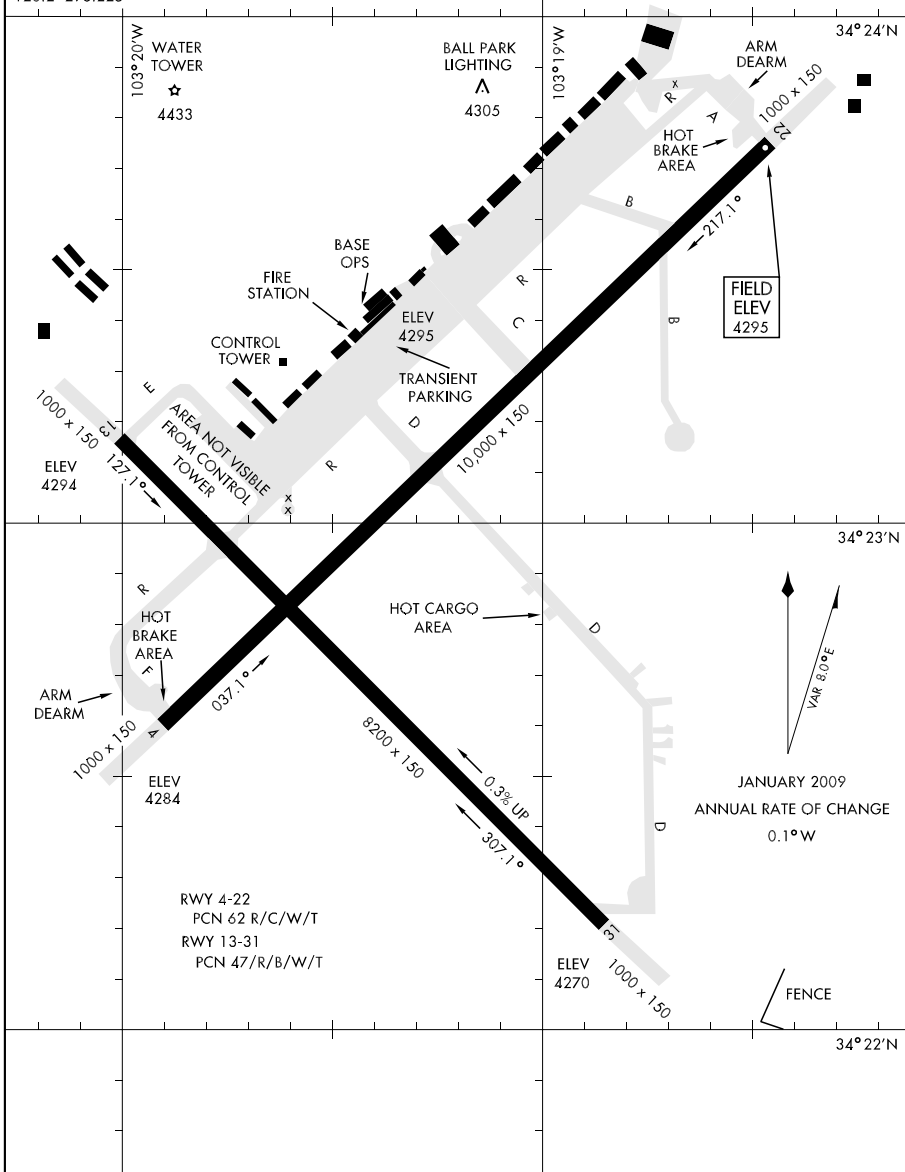 34°24'N
103°20'W
WATER
TOWER
4433
BALL PARK
LIGHTING
4305
103°19'W
ARM
DEARM
R
X
A
1000 x 150
22
HOT
BRAKE
AREA
B
217.1°
FIELD
ELEV
4295
B
BASE
OPS
FIRE
STATION
R
C
ELEV
4295
CONTROL
TOWER
TRANSIENT
PARKING
E
AREA NOT VISIBLE
FROM CONTROL
TOWER
D
1000 x 150
13
ELEV
4294
127.1°
R
10,000 x 150
X
X
34°23'N
R
HOT
BRAKE
AREA
F
HOT CARGO
AREA
D
037.1°
ARM
DEARM
VAR 8.0°E
4
1000 x 150
8200 x 150
ELEV
4284
0.3% UP
JANUARY 2009
ANNUAL RATE OF CHANGE
0.1°W
D
307.1°
RWY 4-22
PCN 62 R/C/W/T
RWY 13-31
PCN 47/R/B/W/T
31
ELEV
4270
1000 x 150
FENCE
34°22'N